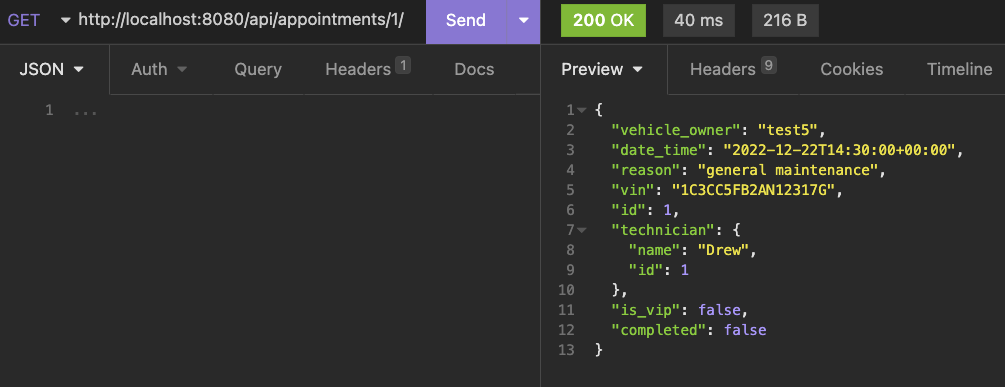 GET http://localhost:8080/api/appointments/1/ Send 200 OK 40 ms 216 B
JSON Auth Query Headers 1 Docs Preview Headers 9 Cookies Timeline
1 ...
1 {
2 "vehicle_owner": "test5",
3 "date_time": "2022-12-22T14:30:00+00:00",
4 "reason": "general maintenance",
5 "vin": "1C3CC5FB2AN12317G",
6 "id": 1,
7 "technician": {
8 "name": "Drew",
9 "id": 1
10 },
11 "is_vip": false,
12 "completed": false
13 }